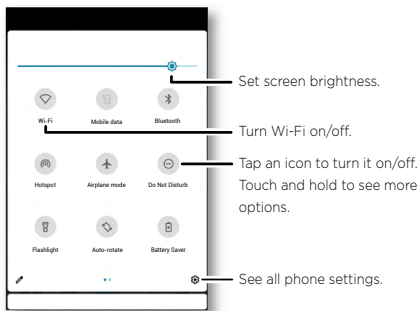 Set screen brightness.
Wi-Fi Mobile data Bluetooth
Turn Wi-Fi on/off.
Tap an icon to turn it on/off.
Touch and hold to see more
options.
Hotspot Airplane mode Do Not Disturb
Flashlight Auto-rotate Battery Saver
See all phone settings.